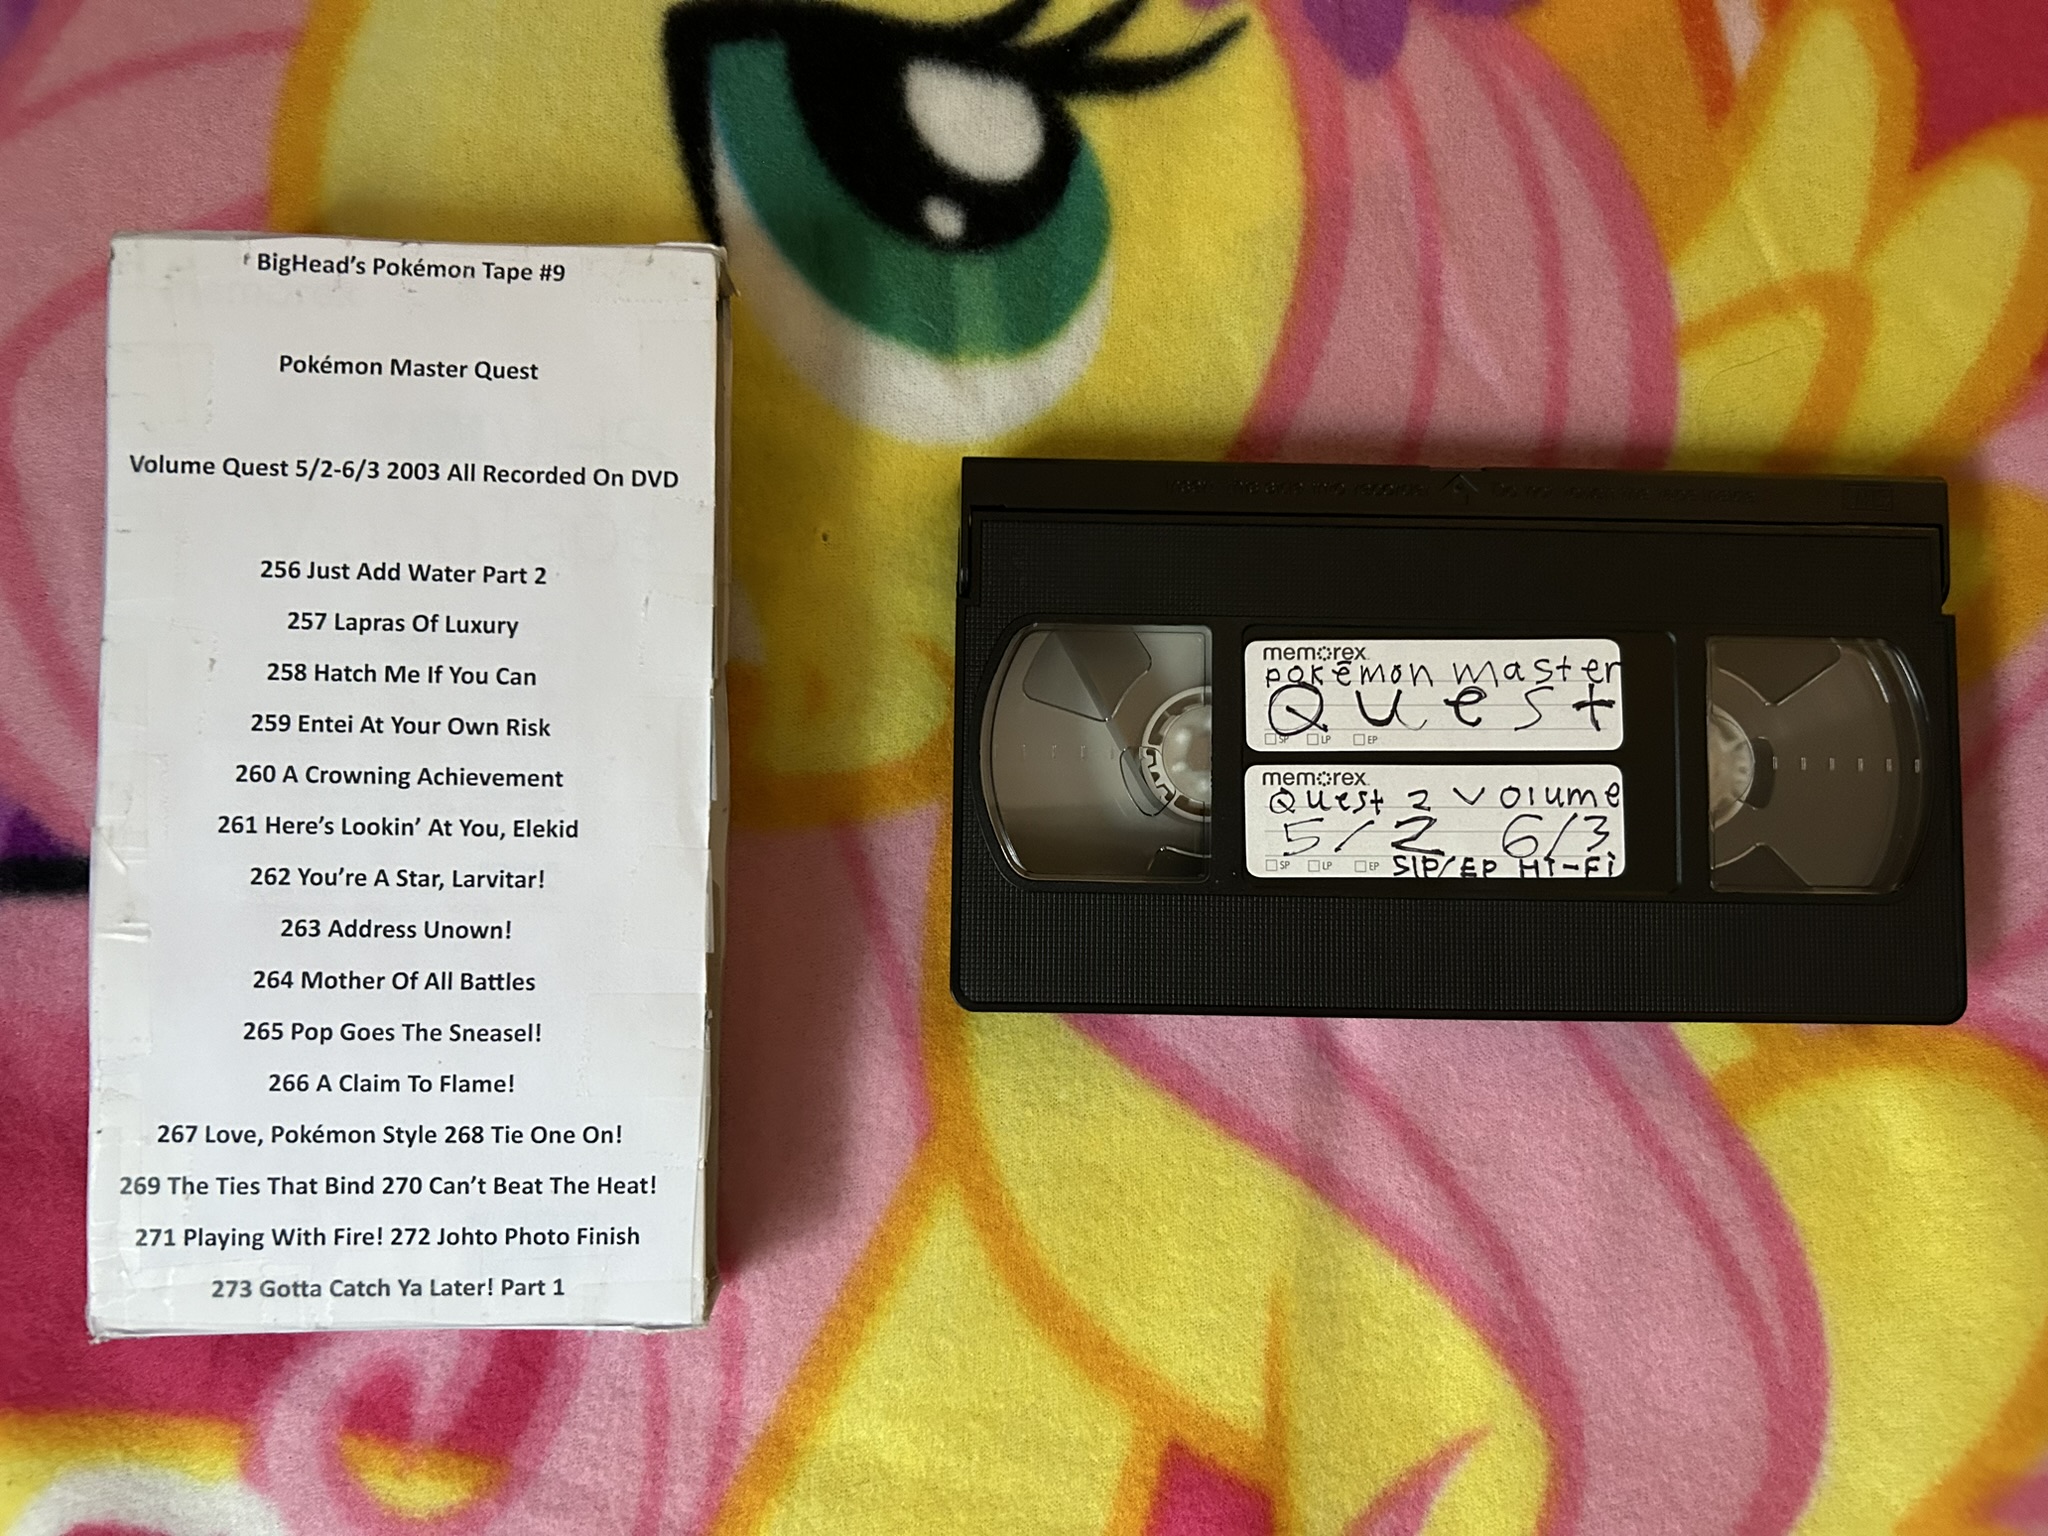 BigHead's Pokémon Tape #9
Pokémon Master Quest
Volume Quest 5/2-6/3 2003 All Recorded On DVD
256 Just Add Water Part 2
257 Lapras Of Luxury
258 Hatch Me If You Can
259 Entei At Your Own Risk
260 A Crowning Achievement
261 Here's Lookin' At You, Elekid
262 You're A Star, Larvitar!
263 Address Unown!
264 Mother Of All Battles
265 Pop Goes The Sneasel!
266 A Claim To Flame!
267 Love, Pokémon Style 268 Tie One On!
269 The Ties That Bind 270 Can't Beat The Heat!
271 Playing With Fire! 272 Johto Photo Finish
273 Gotta Catch Ya Later! Part 1
memorex
pokémon master
Quest
SP LP EP
memorex
Quest 2 volume
5/2 6/3
SP LP EP SLP/EP HI-FI